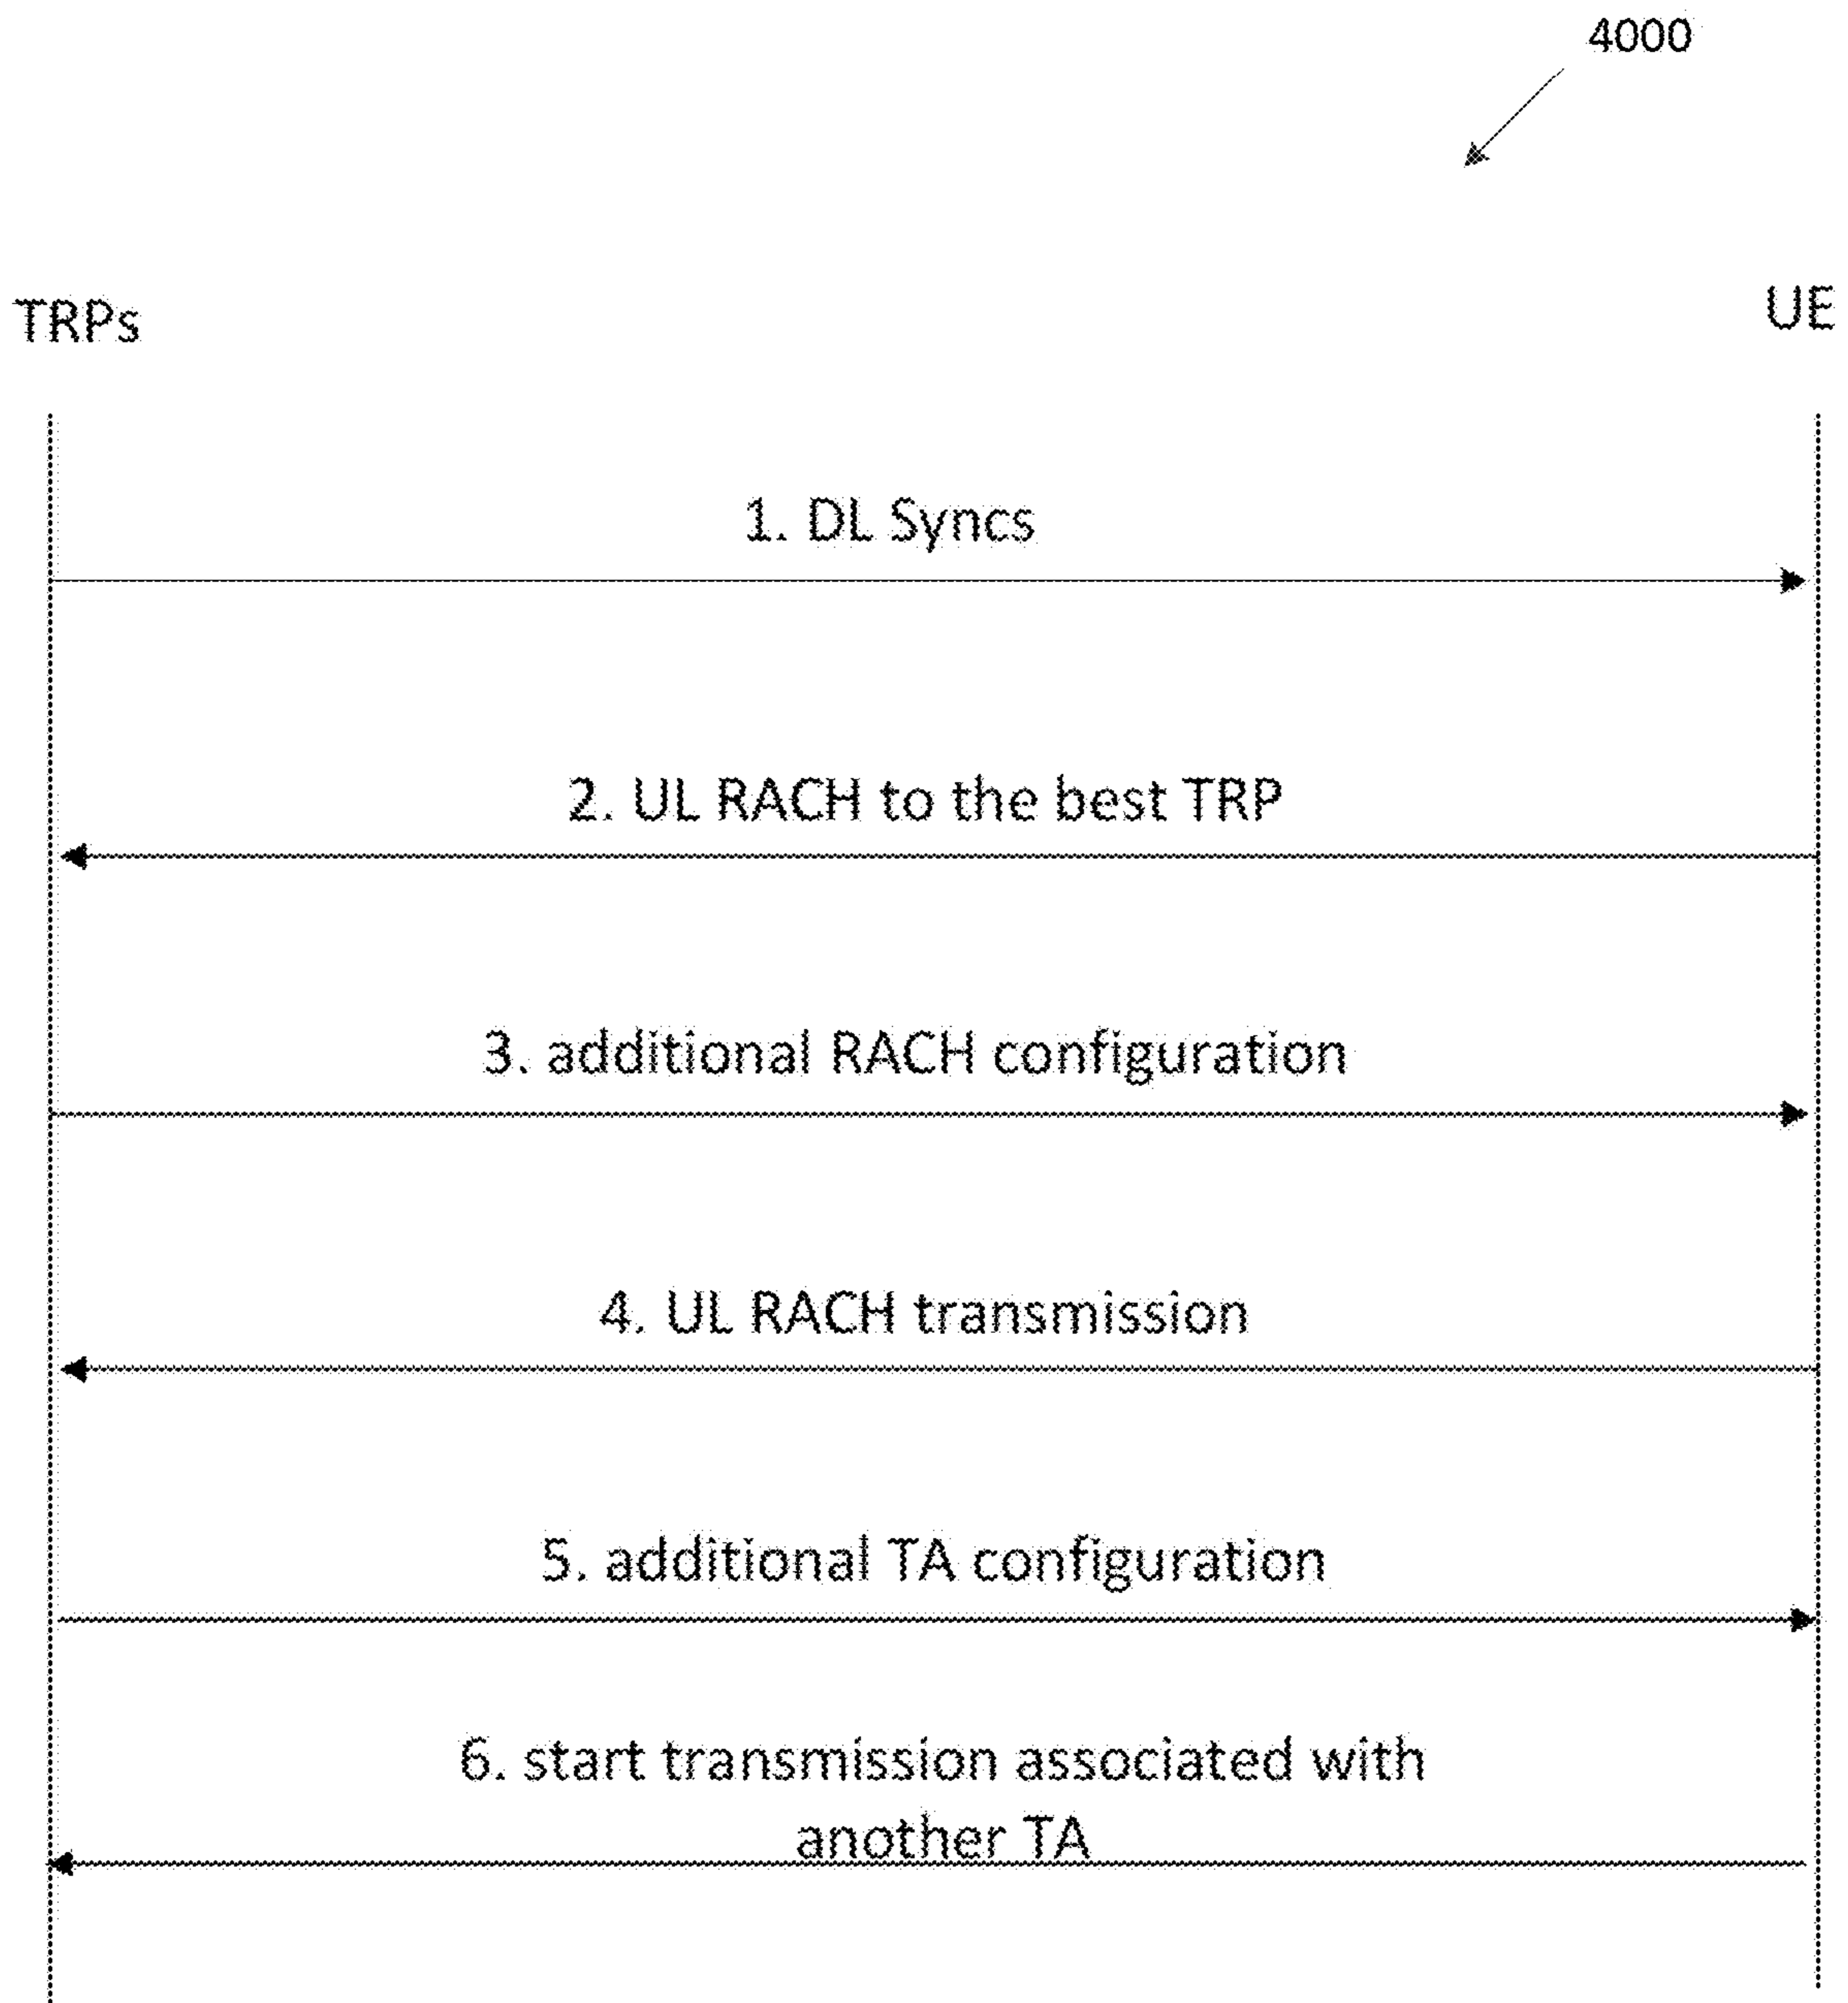 4000
TRPs
UE
1. DL Syncs
2. UL RACH to the best TRP
3. additional RACH configuration
4. UL RACH transmission
5. additional TA configuration
6. start transmission associated with
another TA